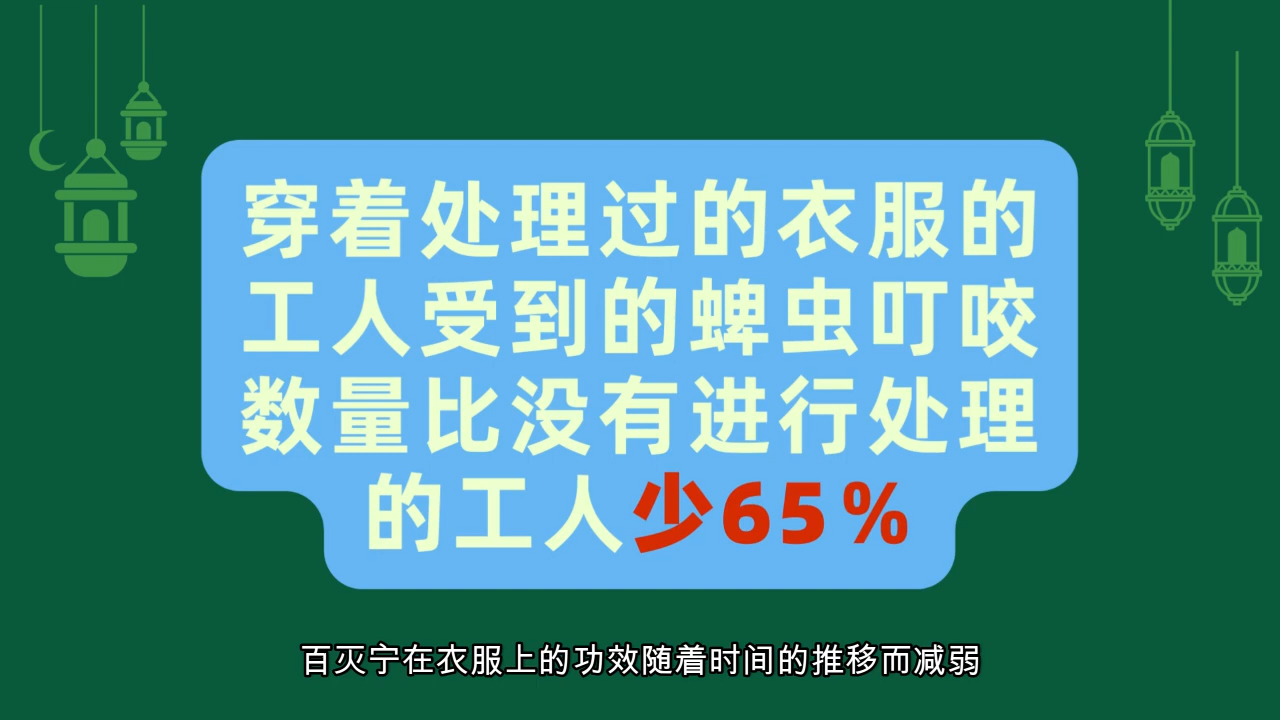 穿着处理过的衣服的
工人受到的蜱虫叮咬
数量比没有进行处理
的工人少65%
百灭宁在衣服上的功效随着时间的推移而减弱